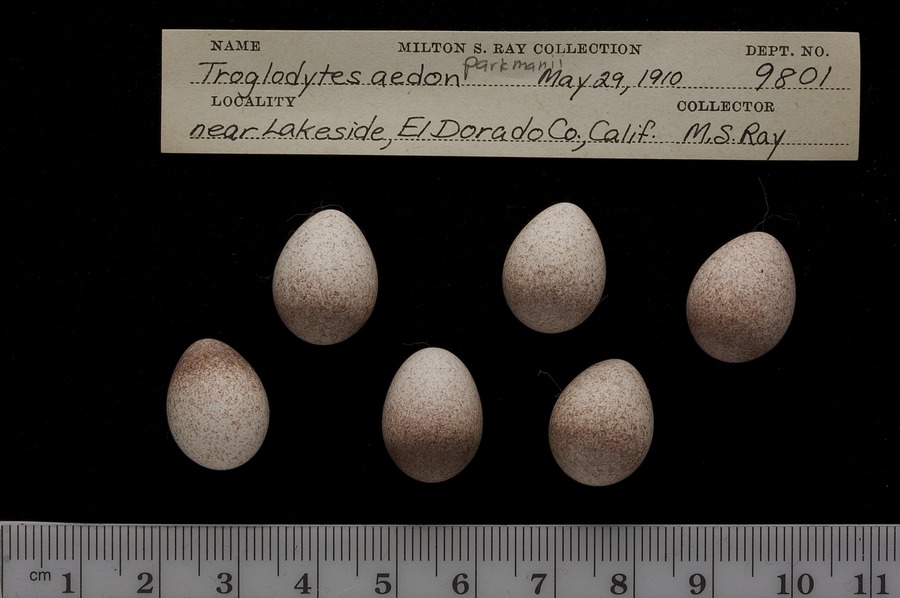 NAME MILTON S. RAY COLLECTION DEPT. NO.
Troglodytes aedon parkmanii May 29, 1910 9801
LOCALITY COLLECTOR
near Lakeside, El Dorado Co., Calif. M.S. Ray
cm 1 2 3 4 5 6 7 8 9 10 11